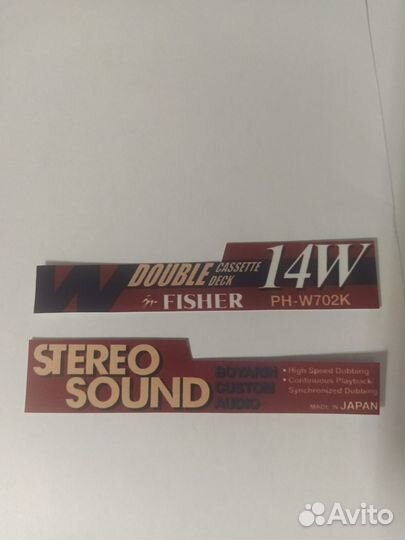 W DOUBLE CASSETTE DECK 14W
FISHER PH-W702K
STEREO SOUND
BOYARIN CUSTOM AUDIO
• High Speed Dubbing
• Continuous Playback/
Synchronized Dubbing
MADE IN JAPAN
Avito